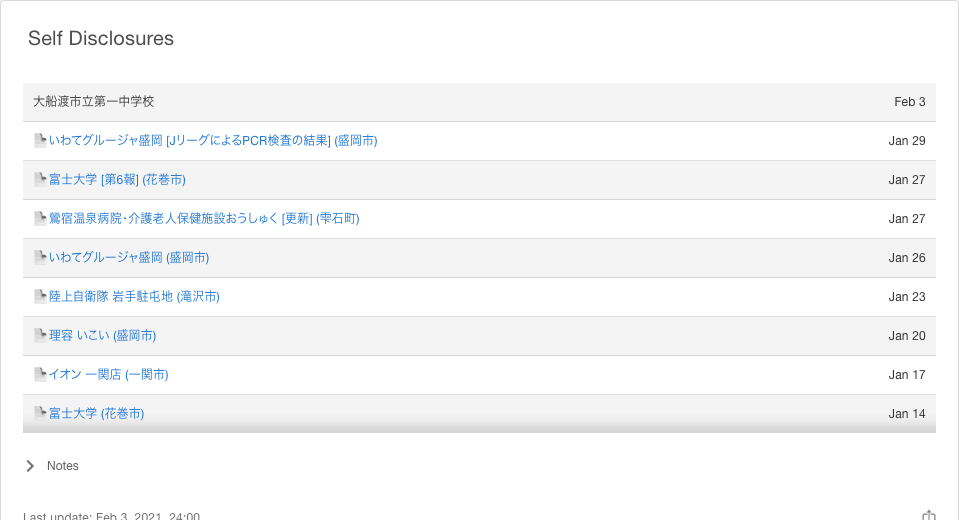 Self Disclosures
大船渡市立第一中学校 Feb 3
いわてグルージャ盛岡 [JリーグによるPCR検査の結果] (盛岡市) Jan 29
富士大学 [第6報] (花巻市) Jan 27
鶯宿温泉病院・介護老人保健施設おうしゅく [更新] (雫石町) Jan 27
いわてグルージャ盛岡 (盛岡市) Jan 26
陸上自衛隊 岩手駐屯地 (滝沢市) Jan 23
理容 いこい (盛岡市) Jan 20
イオン 一関店 (一関市) Jan 17
富士大学 (花巻市) Jan 14
Notes
Last update: Feb 3, 2021, 24:00